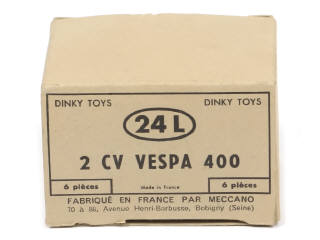 DINKY TOYS DINKY TOYS
24 L
2 CV VESPA 400
6 pièces Made in France 6 pièces
FABRIQUÉ EN FRANCE PAR MECCANO
70 à 88, Avenue Henri-Barbusse, Bobigny (Seine)